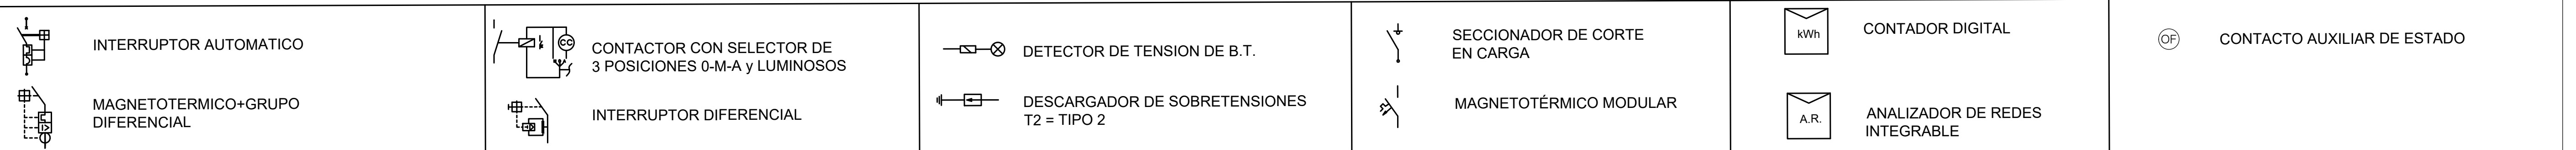 INTERRUPTOR AUTOMATICO
MAGNETOTERMICO+GRUPO
DIFERENCIAL
CC
CONTACTOR CON SELECTOR DE
3 POSICIONES 0-M-A y LUMINOSOS
INTERRUPTOR DIFERENCIAL
DETECTOR DE TENSION DE B.T.
DESCARGADOR DE SOBRETENSIONES
T2 = TIPO 2
SECCIONADOR DE CORTE
EN CARGA
MAGNETOTÉRMICO MODULAR
kWh
CONTADOR DIGITAL
A.R.
ANALIZADOR DE REDES
INTEGRABLE
OF
CONTACTO AUXILIAR DE ESTADO